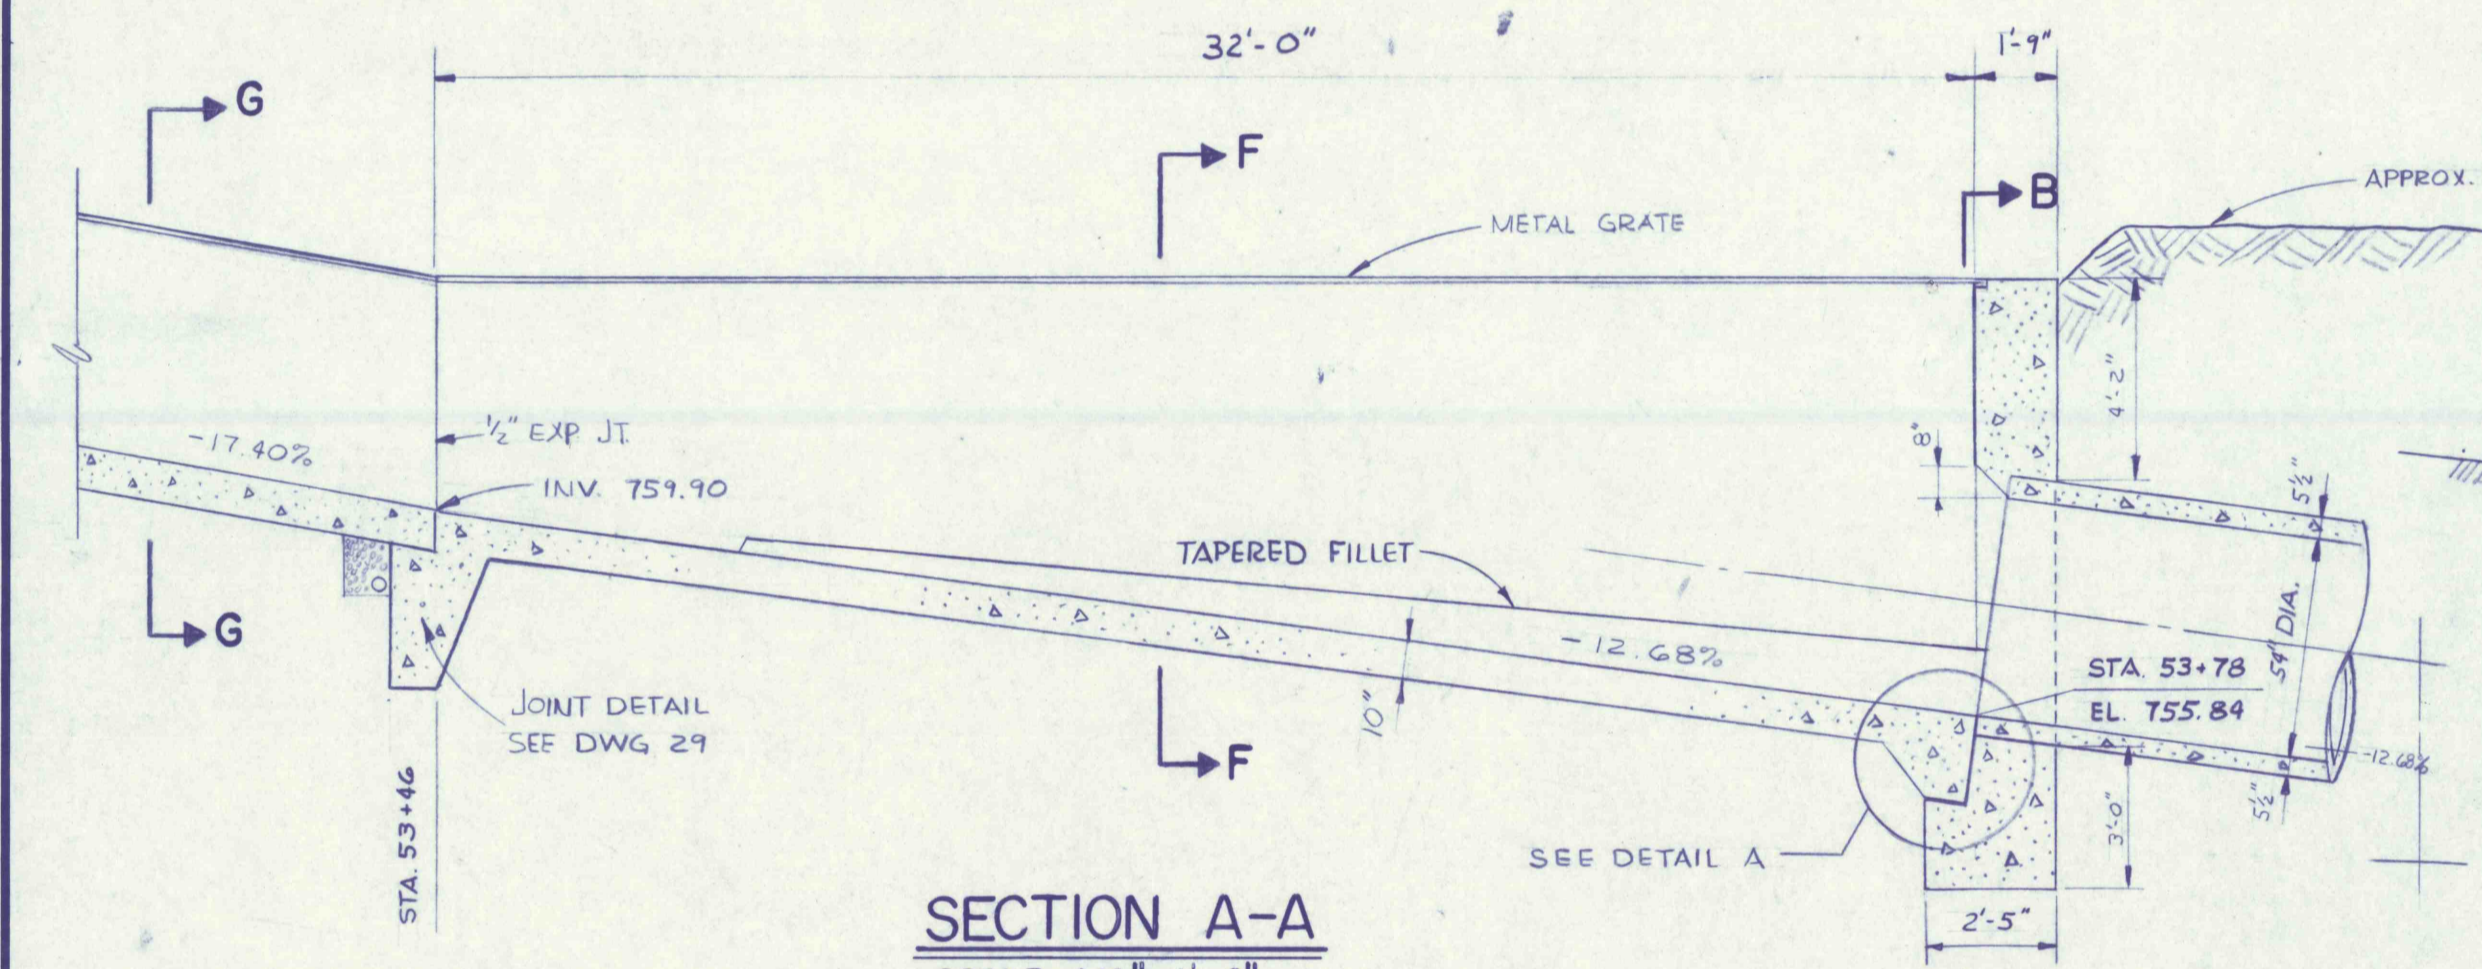 32'-0"
1'-9"
G
F
B
APPROX.
METAL GRATE
4'-2"
8"
-17.40%
1/2" EXP. JT.
INV. 759.90
5 1/2"
TAPERED FILLET
-12.68%
54" DIA.
STA. 53+78
EL. 755.84
G
F
10"
JOINT DETAIL
SEE DWG 29
-12.68%
5 1/2"
3'-0"
STA. 53+46
SEE DETAIL A
2'-5"
SECTION A-A